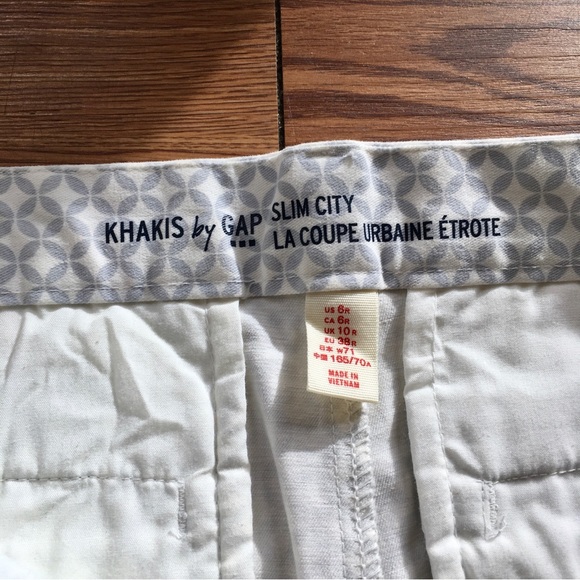 KHAKIS by GAP SLIM CITY
LA COUPE URBAINE ÉTROTE
US 6R
CA 6R
UK 10R
EU 38R
日本 W71
中国 165/70A
MADE IN
VIETNAM